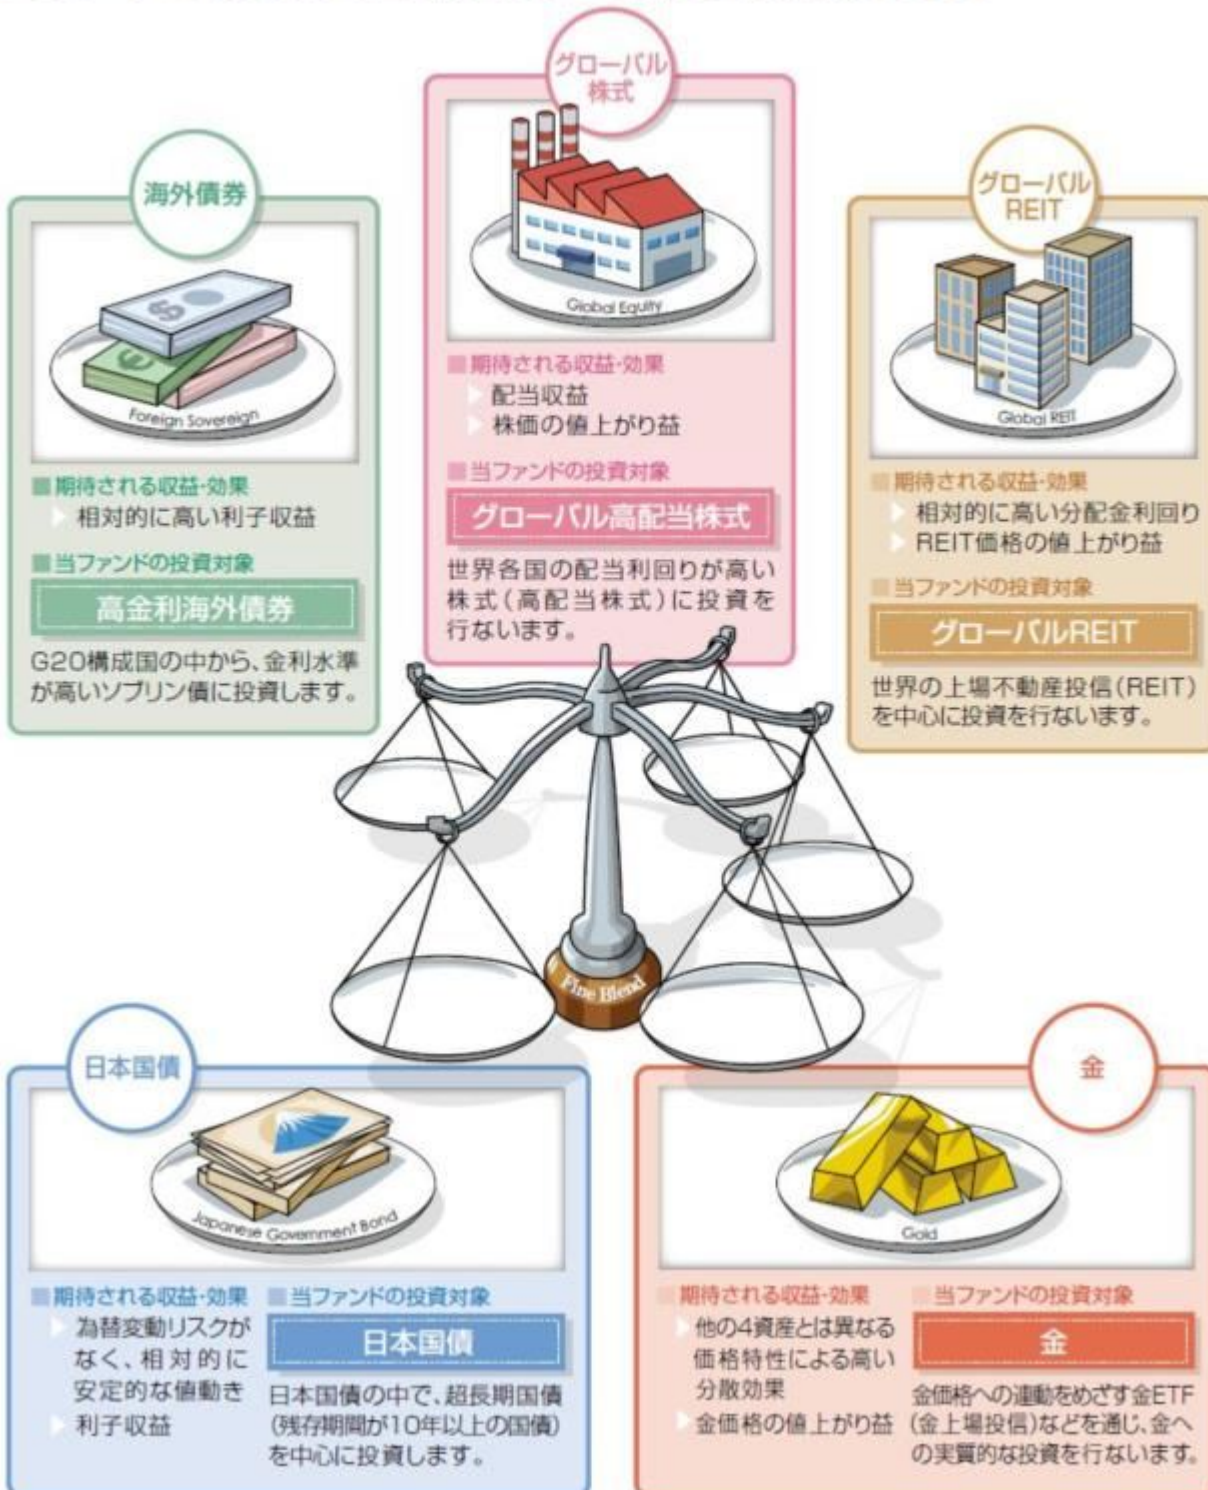 グローバル
株式
Global Equity
■期待される収益・効果
配当収益
株価の値上がり益
■当ファンドの投資対象
グローバル高配当株式
世界各国の配当利回りが高い
株式(高配当株式)に投資を
行ないます。
海外債券
Foreign Sovereign
■期待される収益・効果
相対的に高い利子収益
■当ファンドの投資対象
高金利海外債券
G20構成国の中から、金利水準
が高いソブリン債に投資します。
グローバル
REIT
Global REIT
■期待される収益・効果
相対的に高い分配金利回り
REIT価格の値上がり益
■当ファンドの投資対象
グローバルREIT
世界の上場不動産投信(REIT)
を中心に投資を行ないます。
Fine Blend
日本国債
Japanese Government Bond
■期待される収益・効果
為替変動リスクが
なく、相対的に
安定的な値動き
利子収益
■当ファンドの投資対象
日本国債
日本国債の中で、超長期国債
(残存期間が10年以上の国債)
を中心に投資します。
金
Gold
■期待される収益・効果
他の4資産とは異なる
価格特性による高い
分散効果
金価格の値上がり益
■当ファンドの投資対象
金
金価格への連動をめざす金ETF
(金上場投信)などを通じ、金へ
の実質的な投資を行ないます。